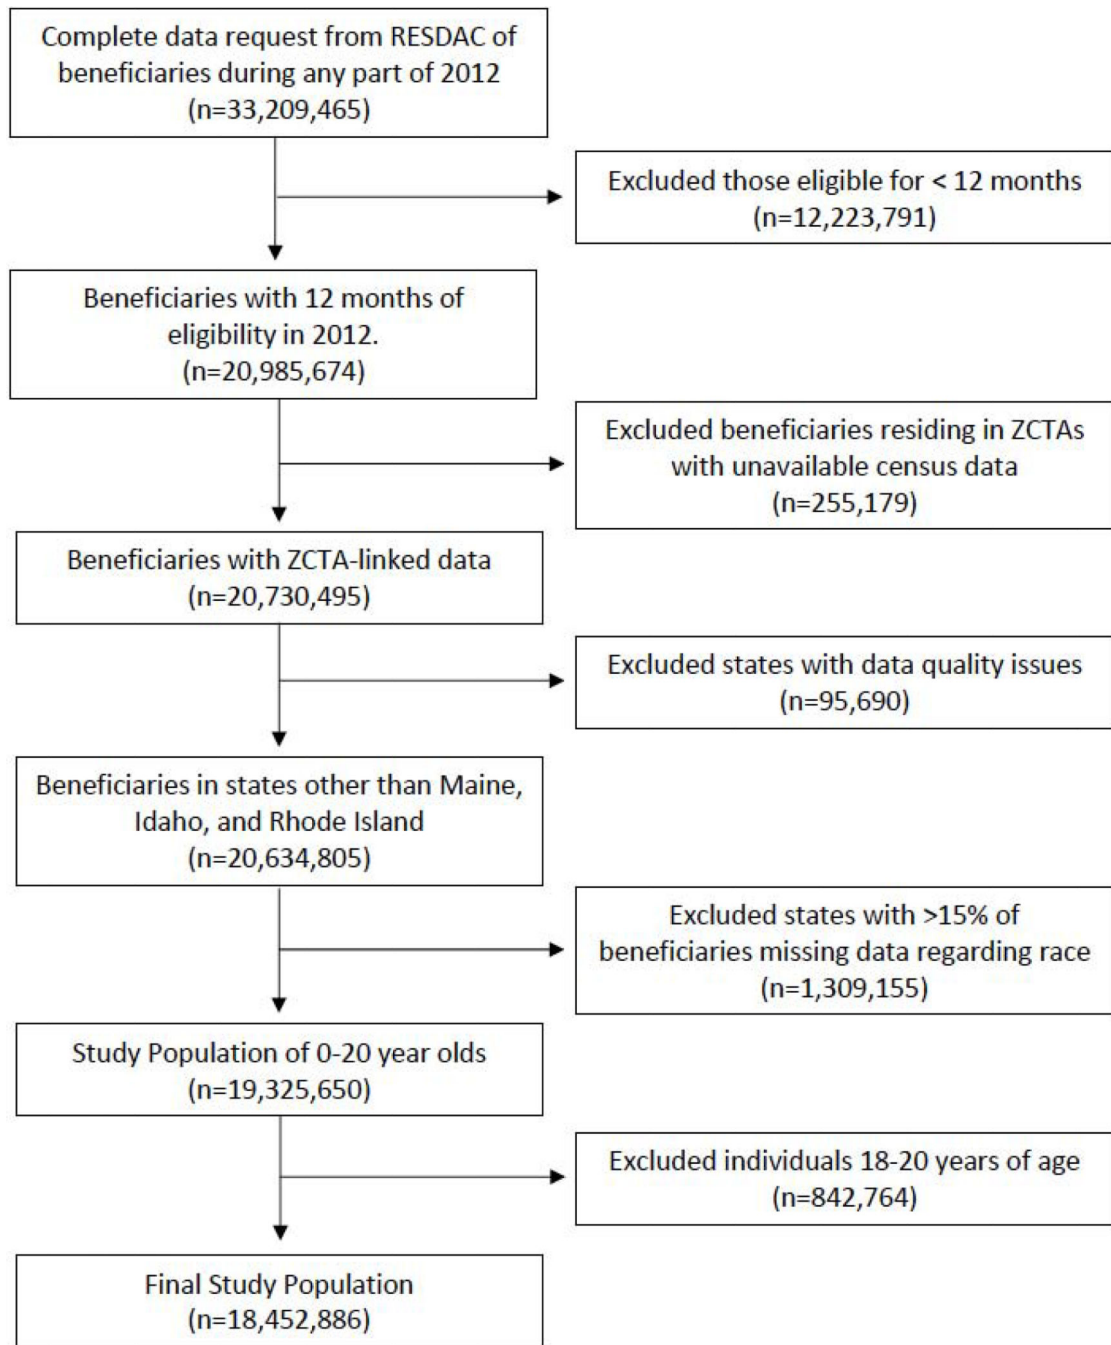 Complete data request from RESDAC of
beneficiaries during any part of 2012
(n=33,209,465)
Excluded those eligible for < 12 months
(n=12,223,791)
Beneficiaries with 12 months of
eligibility in 2012.
(n=20,985,674)
Excluded beneficiaries residing in ZCTAs
with unavailable census data
(n=255,179)
Beneficiaries with ZCTA-linked data
(n=20,730,495)
Excluded states with data quality issues
(n=95,690)
Beneficiaries in states other than Maine,
Idaho, and Rhode Island
(n=20,634,805)
Excluded states with >15% of
beneficiaries missing data regarding race
(n=1,309,155)
Study Population of 0-20 year olds
(n=19,325,650)
Excluded individuals 18-20 years of age
(n=842,764)
Final Study Population
(n=18,452,886)